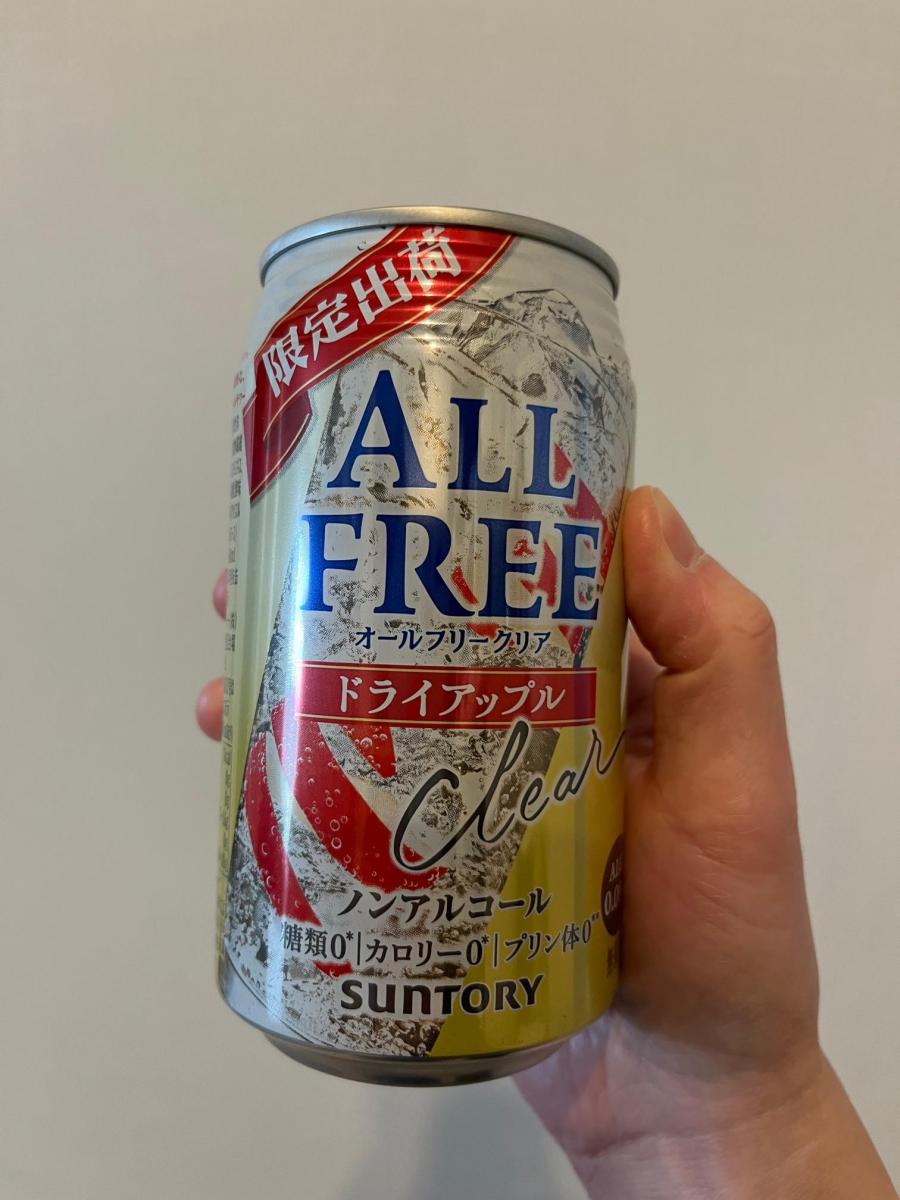 限定出荷
ALL
FREE
オールフリークリア
ドライアップル
clear
ノンアルコール
糖類0*|カロリー0*|プリン体0**
SUNTORY